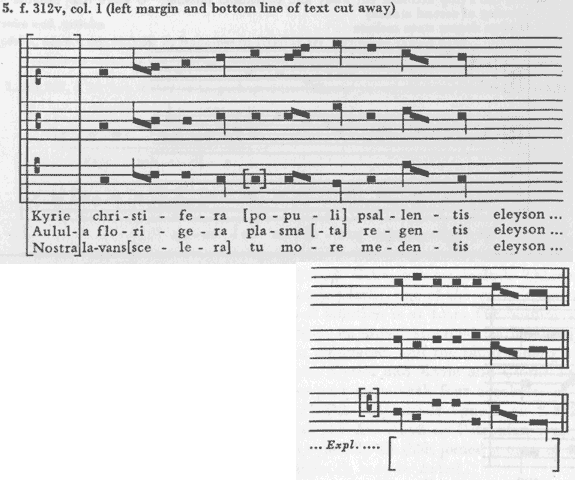 5. f. 312v, col. 1 (left margin and bottom line of text cut away)
[Kyrie] chri - sti - fe - ra [po - pu - li] psal - len - tis eleyson ...
[Aulul-]a flo - ri - ge - ra pla - sma [- ta] re - gen - tis eleyson ...
[Nostra] la-vans [sce - le - ra] tu mo - re me - den - tis eleyson ...
... Expl. .... [ ]